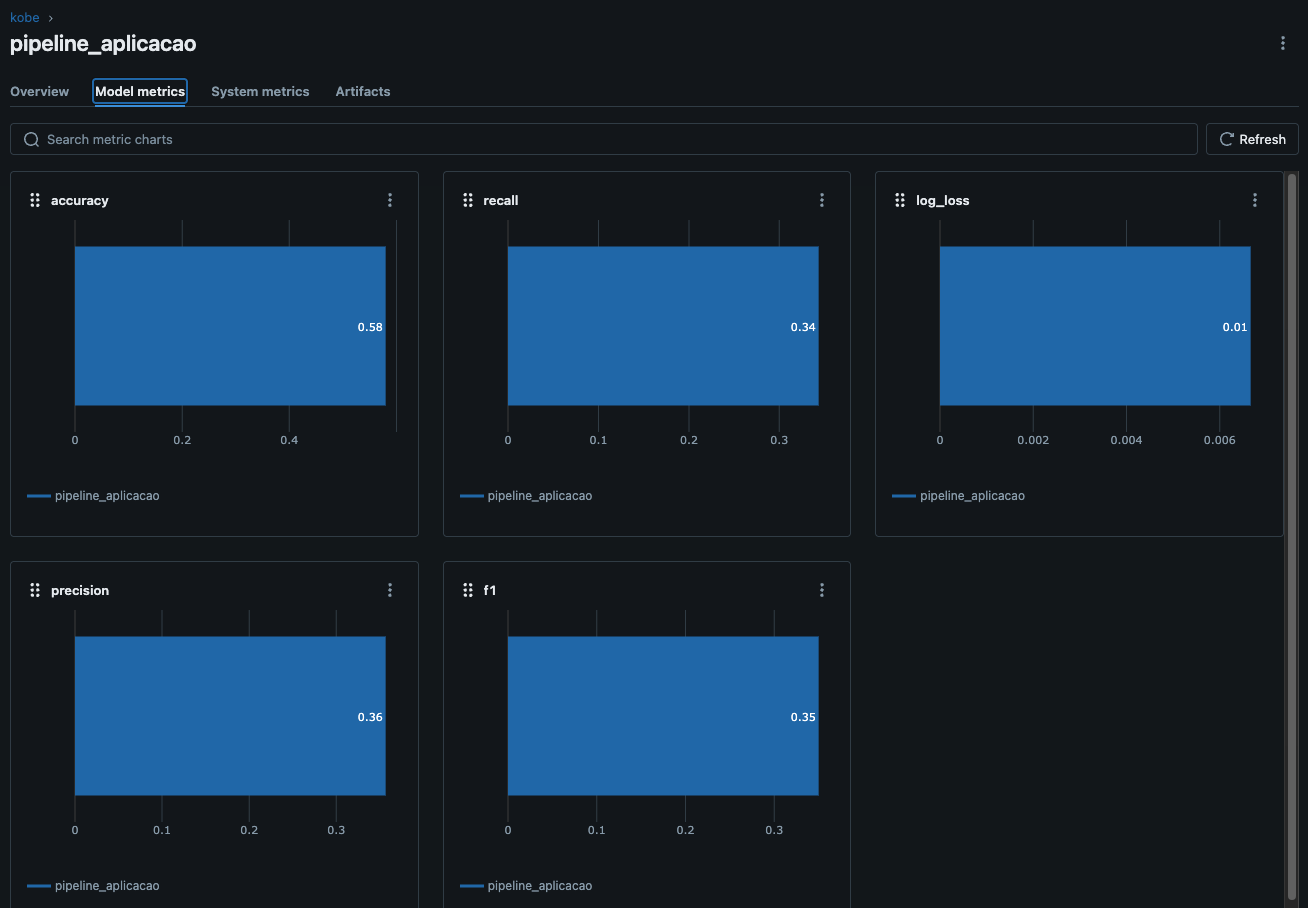 kobe ›
pipeline_aplicacao
Overview Model metrics System metrics Artifacts
Search metric charts Refresh
accuracy
0.58
0 0.2 0.4
pipeline_aplicacao
recall
0.34
0 0.1 0.2 0.3
pipeline_aplicacao
log_loss
0.01
0 0.002 0.004 0.006
pipeline_aplicacao
precision
0.36
0 0.1 0.2 0.3
pipeline_aplicacao
f1
0.35
0 0.1 0.2 0.3
pipeline_aplicacao